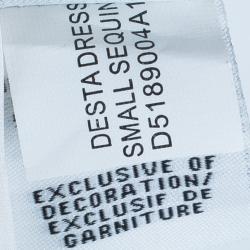 DESTA DRESS
SMALL SEQUIN
D5189004A1
EXCLUSIVE OF
DECORATION/
EXCLUSIF DE
GARNITURE